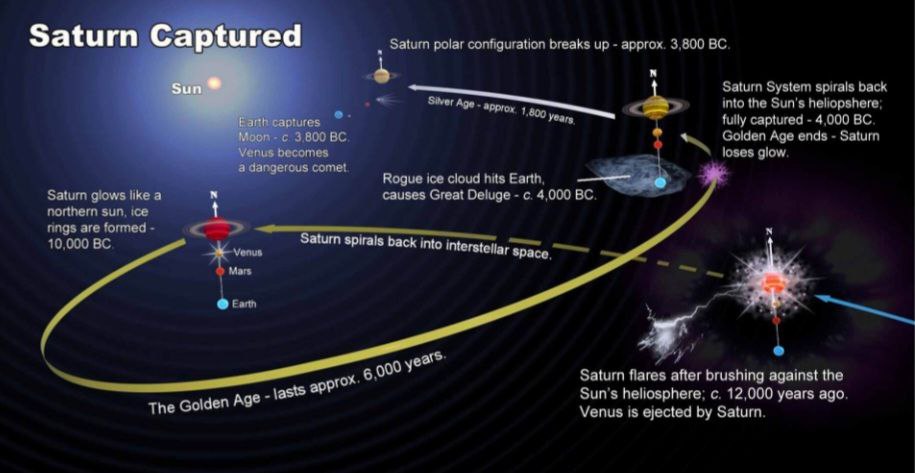 Saturn Captured
Saturn polar configuration breaks up - approx. 3,800 BC.
N
Sun
N
Silver Age - approx. 1,800 years.
Saturn System spirals back
into the Sun's heliopshere;
fully captured - 4,000 BC.
Golden Age ends - Saturn
loses glow.
Earth captures
Moon - c. 3,800 BC.
Venus becomes
a dangerous comet.
Rogue ice cloud hits Earth,
causes Great Deluge - c. 4,000 BC.
Saturn glows like a
northern sun, ice
rings are formed -
10,000 BC.
N
Venus
Mars
Earth
Saturn spirals back into interstellar space.
N
The Golden Age - lasts approx. 6,000 years.
Saturn flares after brushing against the
Sun's heliosphere; c. 12,000 years ago.
Venus is ejected by Saturn.